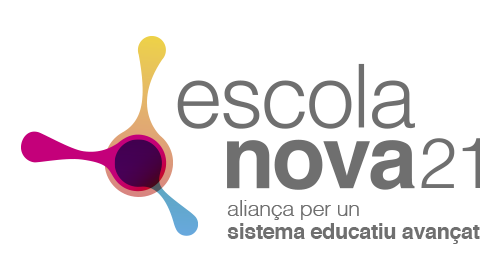 escola
nova21
aliança per un
sistema educatiu avançat